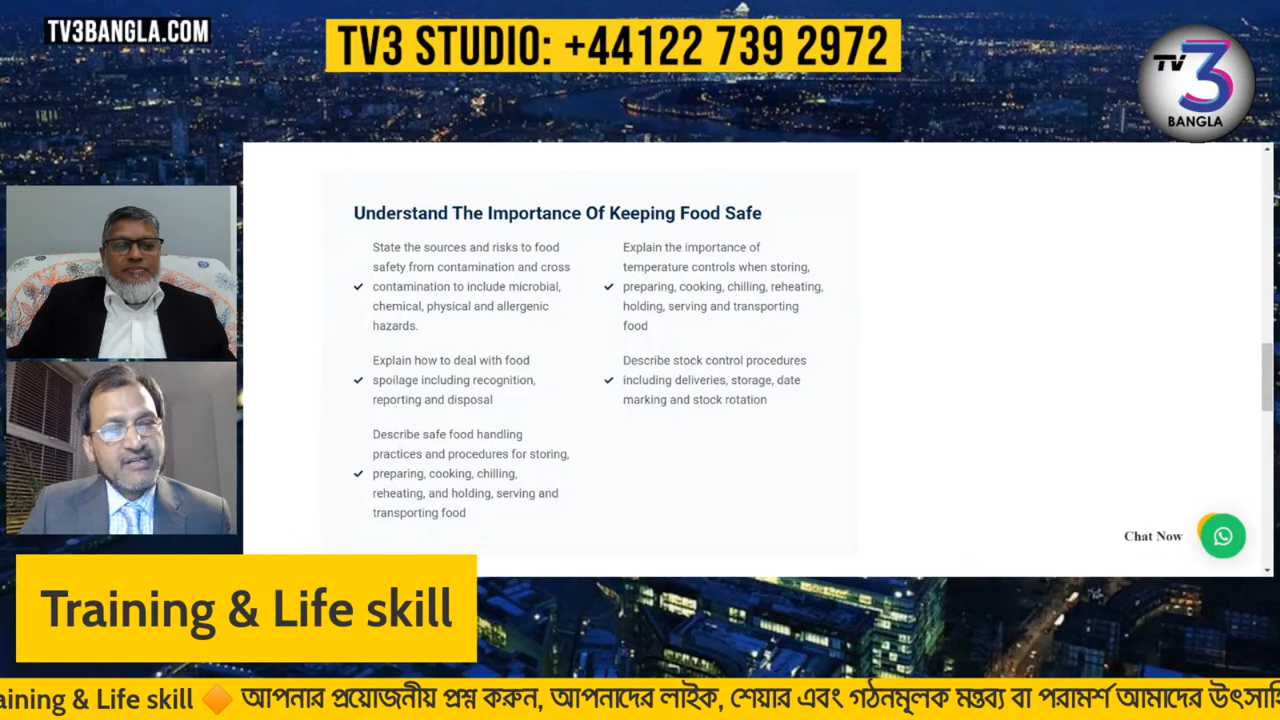 TV3BANGLA.COM
TV3 STUDIO: +44122 739 2972
TV 3
BANGLA
Understand The Importance Of Keeping Food Safe
State the sources and risks to food
safety from contamination and cross
contamination to include microbial,
chemical, physical and allergenic
hazards.
Explain the importance of
temperature controls when storing,
preparing, cooking, chilling, reheating,
holding, serving and transporting
food
Explain how to deal with food
spoilage including recognition,
reporting and disposal
Describe stock control procedures
including deliveries, storage, date
marking and stock rotation
Describe safe food handling
practices and procedures for storing,
preparing, cooking, chilling,
reheating, and holding, serving and
transporting food
Chat Now
Training & Life skill
aining & Life skill 🔶 আপনার প্রয়োজনীয় প্রশ্ন করুন, আপনাদের লাইক, শেয়ার এবং গঠনমূলক মন্তব্য বা পরামর্শ আমাদের উৎসাহি